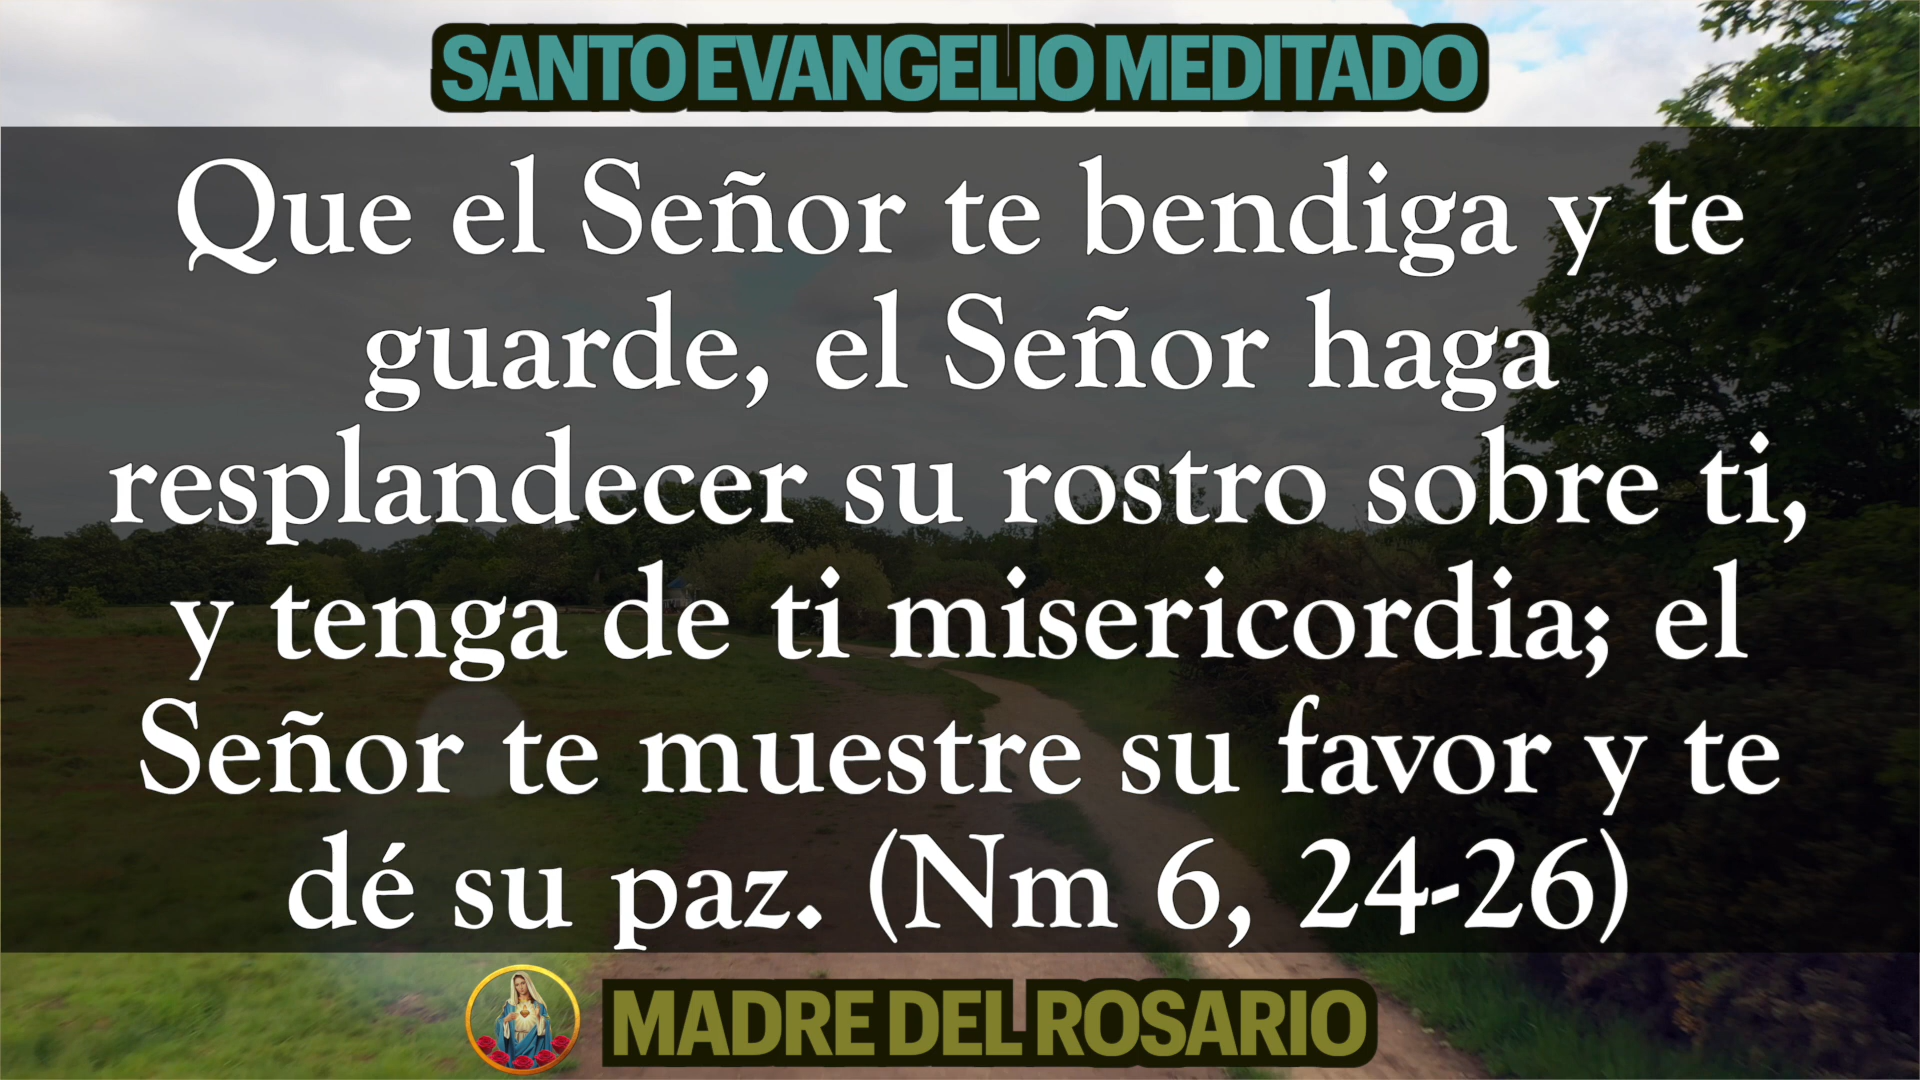 SANTO EVANGELIO MEDITADO
Que el Señor te bendiga y te
guarde, el Señor haga
resplandecer su rostro sobre ti,
y tenga de ti misericordia; el
Señor te muestre su favor y te
dé su paz. (Nm 6, 24-26)
MADRE DEL ROSARIO